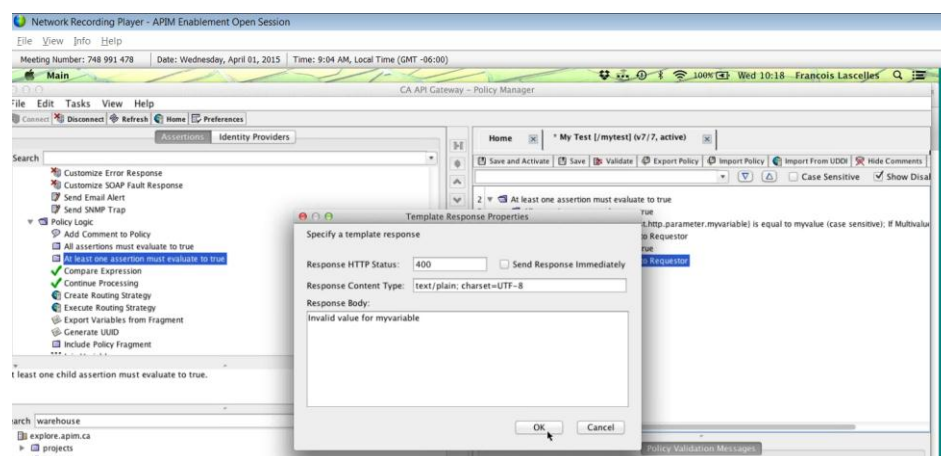 Network Recording Player - APIM Enablement Open Session
File View Info Help
Meeting Number: 748 991 478 Date: Wednesday, April 01, 2015 Time: 9:04 AM, Local Time (GMT -06:00)
Main 100% Wed 10:18 Francois Lascelles
CA API Gateway – Policy Manager
File Edit Tasks View Help
Connect Disconnect Refresh Home Preferences
Assertions Identity Providers
Home * My Test [/mytest] (v7/7, active)
Save and Activate Save Validate Export Policy Import Policy Import From UDDI Hide Comments
Search
Case Sensitive Show Disal
Customize Error Response
Customize SOAP Fault Response
Send Email Alert
Send SNMP Trap
Policy Logic
Add Comment to Policy
All assertions must evaluate to true
At least one assertion must evaluate to true
Compare Expression
Continue Processing
Create Routing Strategy
Execute Routing Strategy
Export Variables from Fragment
Generate UUID
Include Policy Fragment
t least one child assertion must evaluate to true.
earch warehouse
explore.apim.ca
projects
2 At least one assertion must evaluate to true
rue
t.http.parameter.myvariable) is equal to myvalue (case sensitive); If Multivalue
o Requestor
rue
o Requestor
Template Response Properties
Specify a template response
Response HTTP Status: 400 Send Response Immediately
Response Content Type: text/plain; charset=UTF-8
Response Body:
Invalid value for myvariable
OK Cancel
Policy Validation Messages